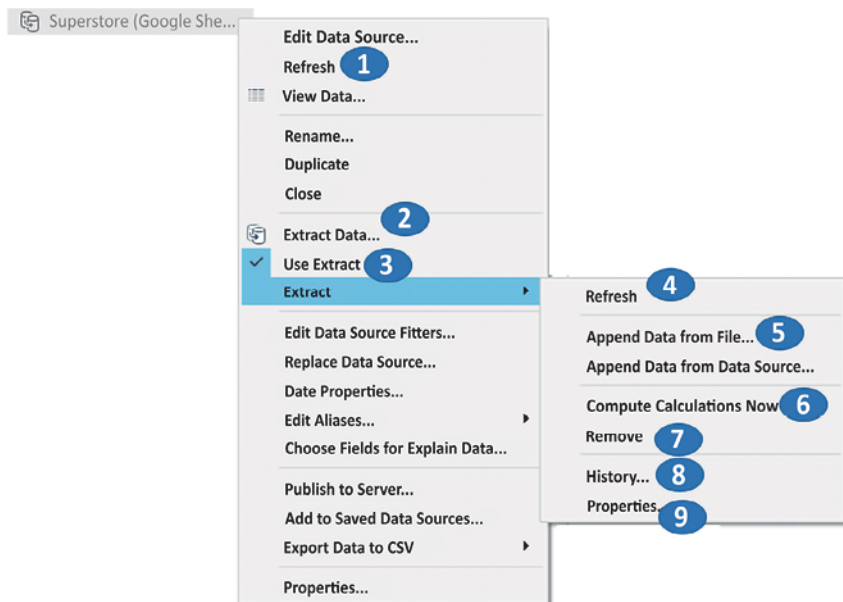 Superstore (Google She...
Edit Data Source...
Refresh 1
View Data...
Rename...
Duplicate
Close
2
Extract Data...
Use Extract 3
Extract
Edit Data Source Fitters...
Replace Data Source...
Date Properties...
Edit Aliases...
Choose Fields for Explain Data...
Publish to Server...
Add to Saved Data Sources...
Export Data to CSV
Properties...
Refresh 4
Append Data from File... 5
Append Data from Data Source...
Compute Calculations Now 6
Remove 7
History... 8
Properties. 9